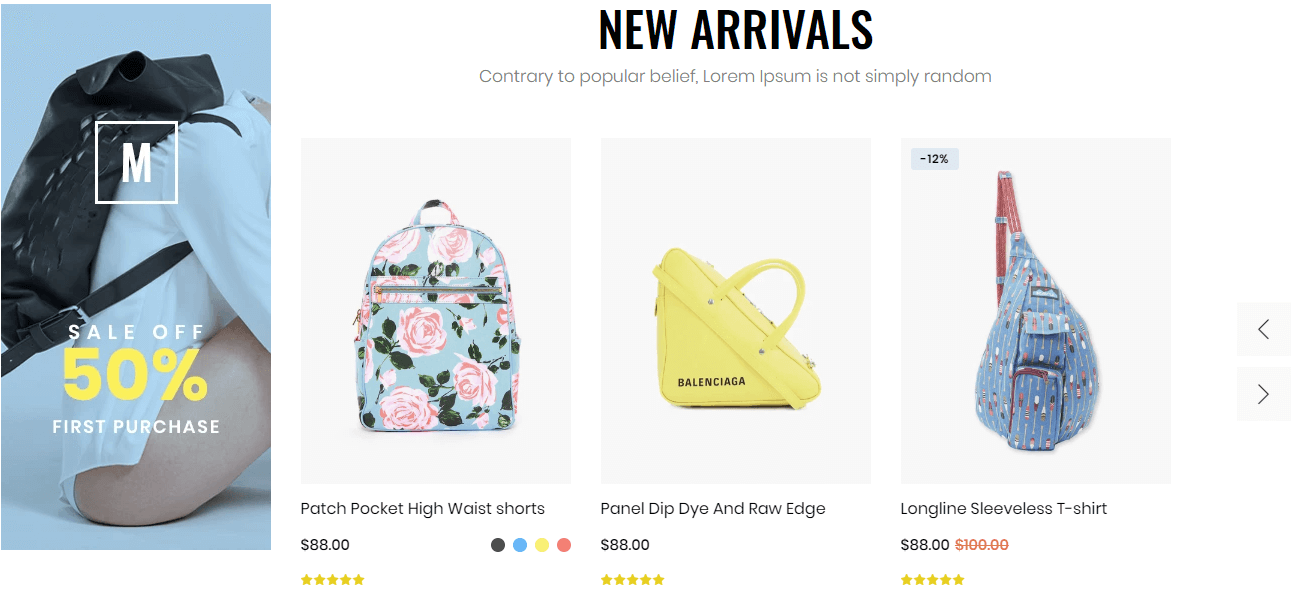 M
SALE OFF
50%
FIRST PURCHASE
NEW ARRIVALS
Contrary to popular belief, Lorem Ipsum is not simply random
BALENCIAGA
-12%
Patch Pocket High Waist shorts
$88.00
Panel Dip Dye And Raw Edge
$88.00
Longline Sleeveless T-shirt
$88.00 $100.00